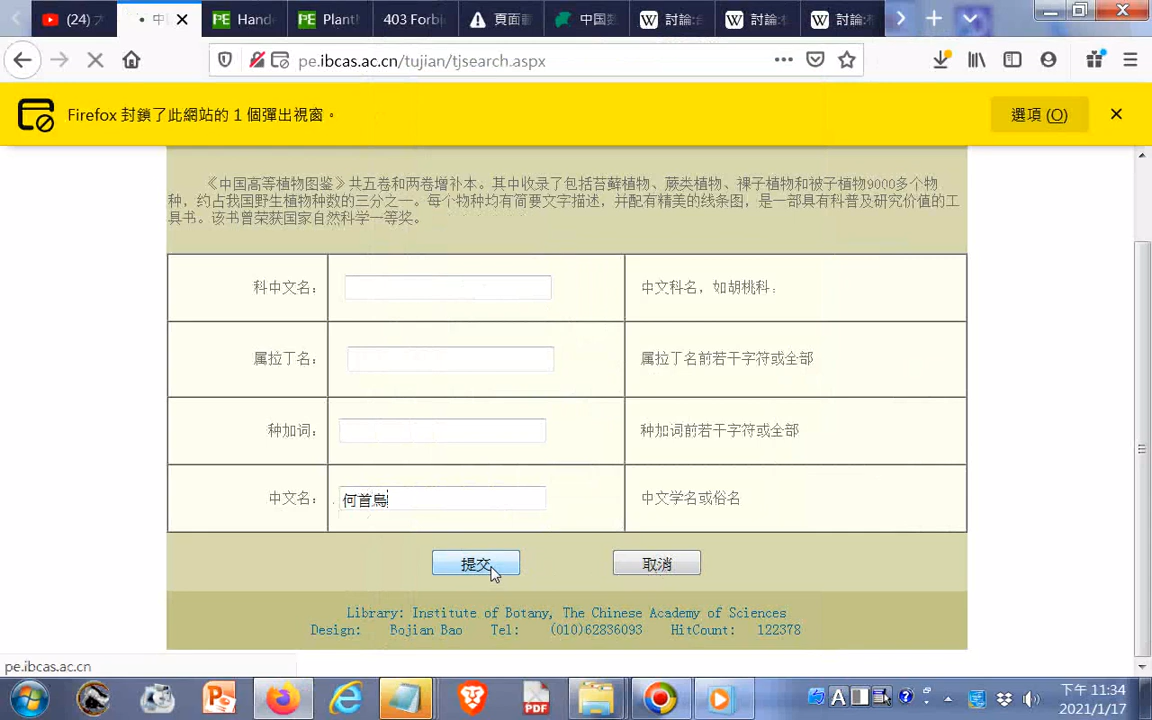 (24) ブ
中
Hand
Plant
403 Forbi
頁面
中国
討論:
討論:
討論:
pe.ibcas.ac.cn/tujian/tjsearch.aspx
Firefox 封鎖了此網站的 1 個彈出視窗。
選項 (O)
《中国高等植物图鉴》共五卷和两卷增补本。其中收录了包括苔藓植物、蕨类植物、裸子植物和被子植物9000多个物
种，约占我国野生植物种数的三分之一。每个物种均有简要文字描述，并配有精美的线条图，是一部具有科普及研究价值的工
具书。该书曾荣获国家自然科学一等奖。
科中文名：
中文科名，如胡桃科；
属拉丁名：
属拉丁名前若干字符或全部
种加词：
种加词前若干字符或全部
中文名：
何首烏
中文学名或俗名
提交
取消
Library: Institute of Botany, The Chinese Academy of Sciences
Design: Bojian Bao Tel: (010)62836093 HitCount: 122378
pe.ibcas.ac.cn
PDF
A
下午 11:34
2021/1/17